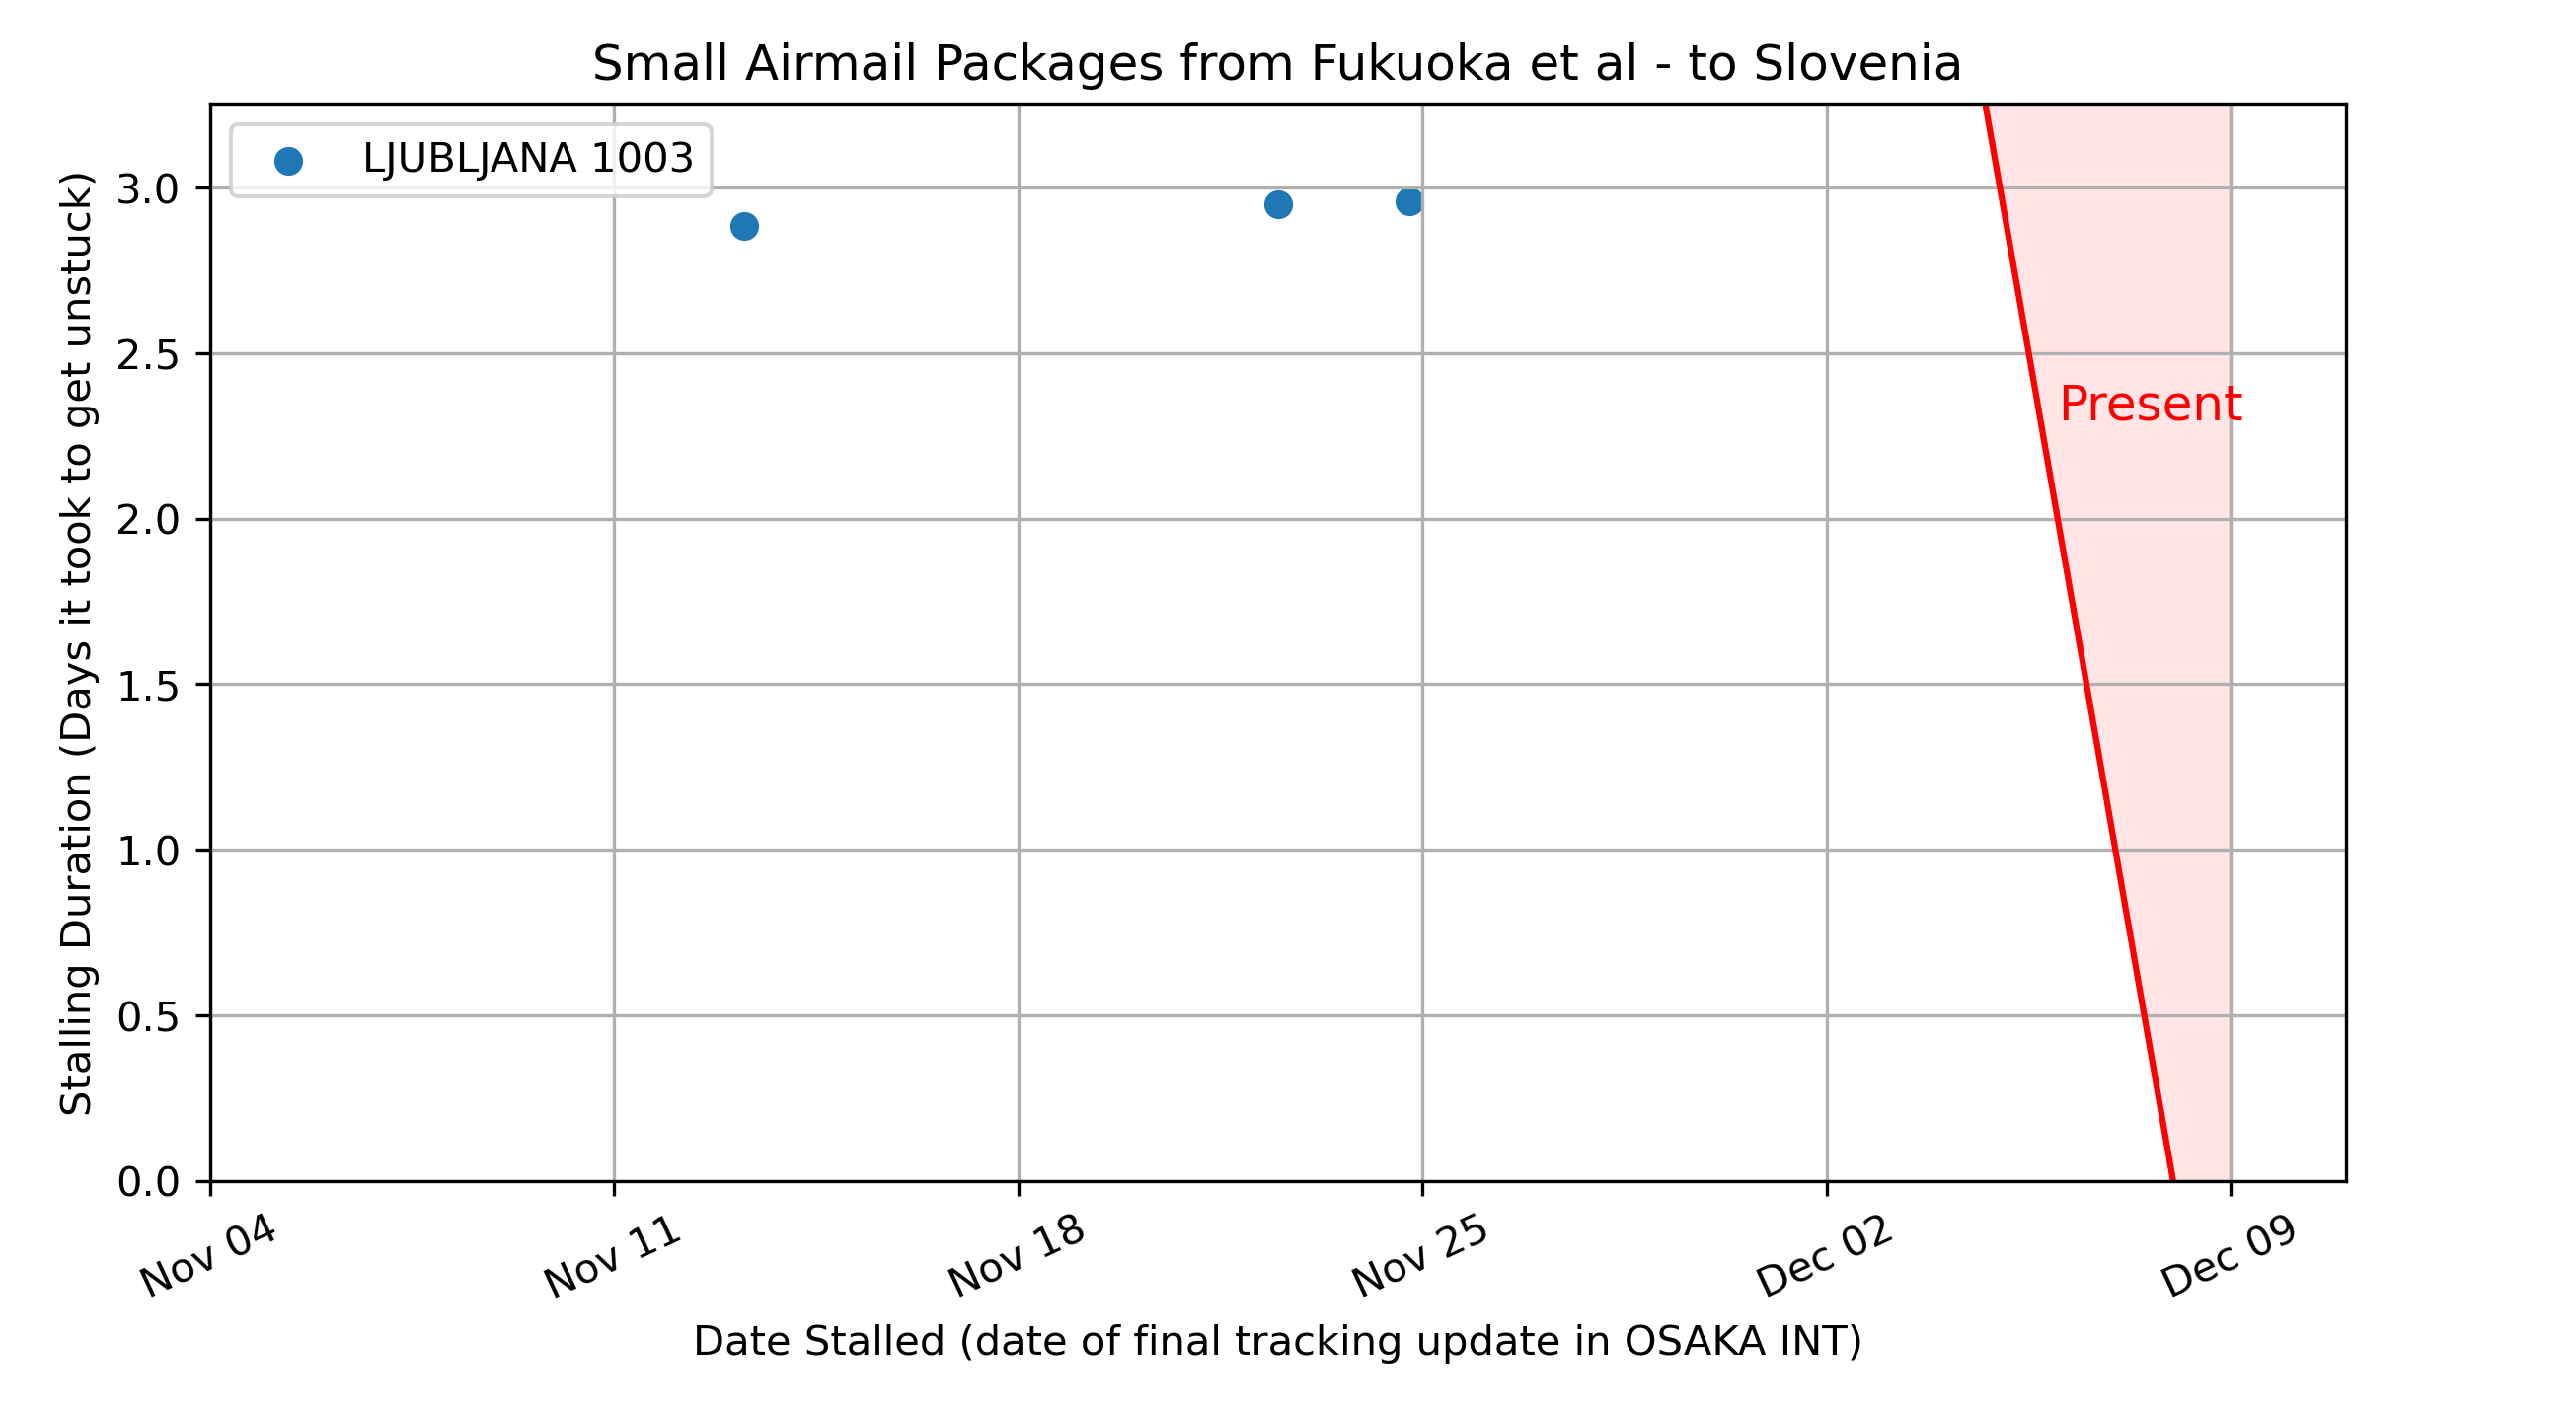 Small Airmail Packages from Fukuoka et al - to Slovenia
LJUBLJANA 1003
Stalling Duration (Days it took to get unstuck)
3.0
2.5
2.0
1.5
1.0
0.5
0.0
Present
Nov 04
Nov 11
Nov 18
Nov 25
Dec 02
Dec 09
Date Stalled (date of final tracking update in OSAKA INT)